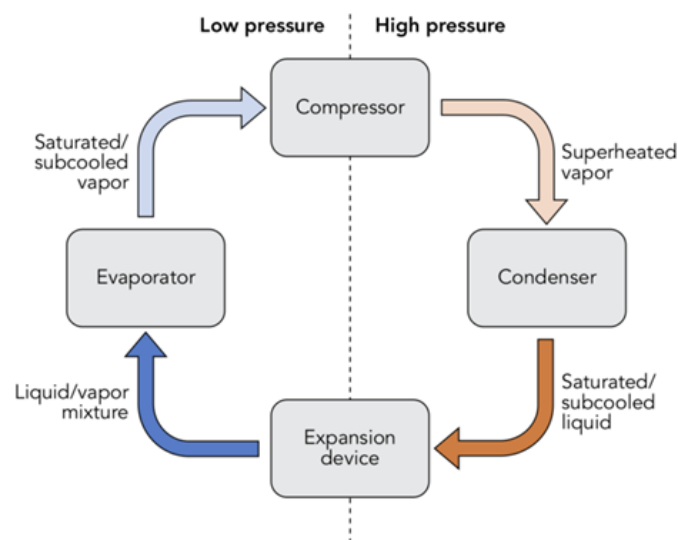 Low pressure
High pressure
Compressor
Saturated/
subcooled
vapor
Superheated
vapor
Evaporator
Condenser
Liquid/vapor
mixture
Saturated/
subcooled
liquid
Expansion
device